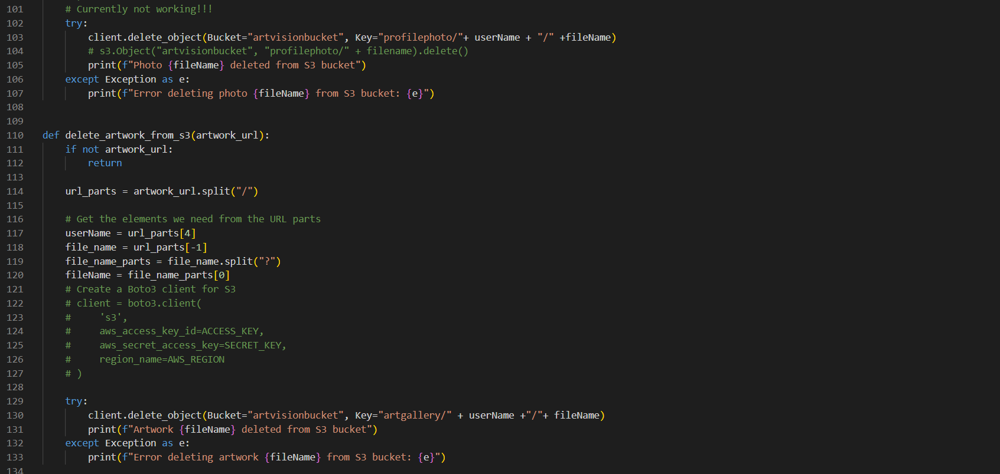 101 # Currently not working!!!
102 try:
103 client.delete_object(Bucket="artvisionbucket", Key="profilephoto/"+ userName + "/" +fileName)
104 # s3.Object("artvisionbucket", "profilephoto/" + filename).delete()
105 print(f"Photo {fileName} deleted from S3 bucket")
106 except Exception as e:
107 print(f"Error deleting photo {fileName} from S3 bucket: {e}")
108
109
110 def delete_artwork_from_s3(artwork_url):
111 if not artwork_url:
112 return
113
114 url_parts = artwork_url.split("/")
115
116 # Get the elements we need from the URL parts
117 userName = url_parts[4]
118 file_name = url_parts[-1]
119 file_name_parts = file_name.split("?")
120 fileName = file_name_parts[0]
121 # Create a Boto3 client for S3
122 # client = boto3.client(
123 # 's3',
124 # aws_access_key_id=ACCESS_KEY,
125 # aws_secret_access_key=SECRET_KEY,
126 # region_name=AWS_REGION
127 # )
128
129 try:
130 client.delete_object(Bucket="artvisionbucket", Key="artgallery/" + userName +"/"+ fileName)
131 print(f"Artwork {fileName} deleted from S3 bucket")
132 except Exception as e:
133 print(f"Error deleting artwork {fileName} from S3 bucket: {e}")
134